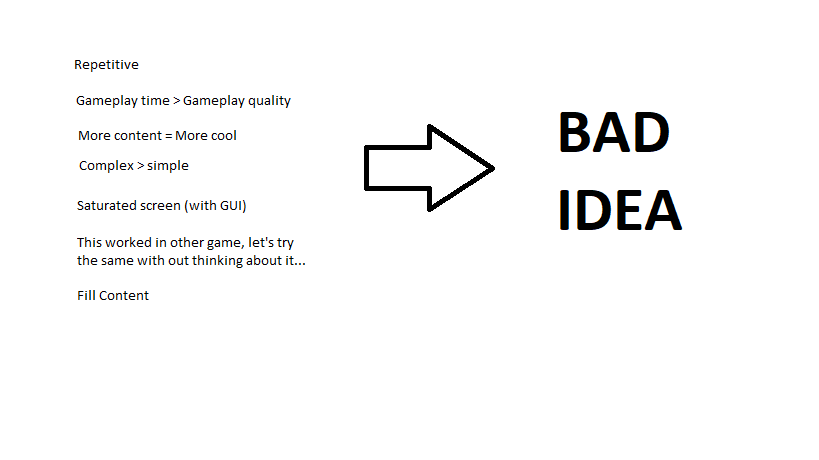 Repetitive
Gameplay time > Gameplay quality
More content = More cool
Complex > simple
Saturated screen (with GUI)
This worked in other game, let's try
the same with out thinking about it...
Fill Content
BAD
IDEA